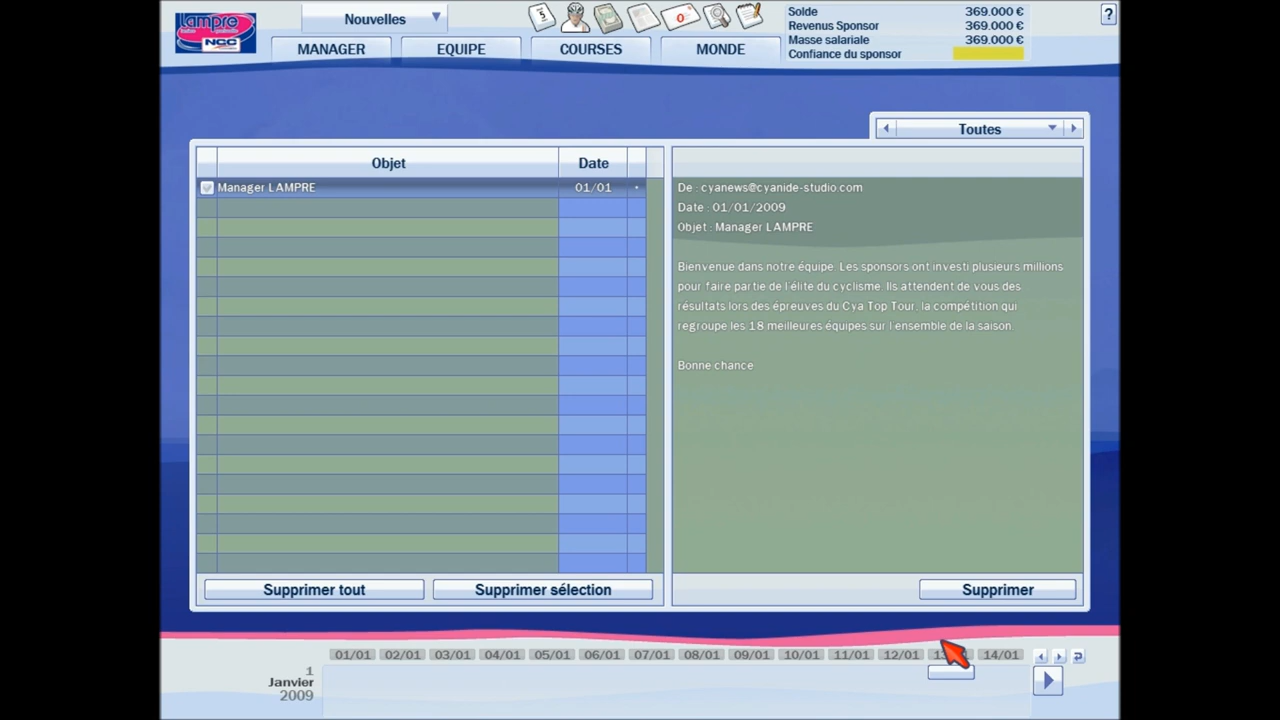 Lampre
NGC
Nouvelles
5
0
Solde 369.000 €
Revenus Sponsor 369.000 €
Masse salariale 369.000 €
Confiance du sponsor
?
MANAGER EQUIPE COURSES MONDE
Toutes
Objet Date
Manager LAMPRE 01/01
De : cyanews@cyanide-studio.com
Date : 01/01/2009
Objet : Manager LAMPRE
Bienvenue dans notre équipe. Les sponsors ont investi plusieurs millions
pour faire partie de l'élite du cyclisme. Ils attendent de vous des
résultats lors des épreuves du Cya Top Tour, la compétition qui
regroupe les 18 meilleures équipes sur l'ensemble de la saison.
Bonne chance
Supprimer tout Supprimer sélection Supprimer
01/01 02/01 03/01 04/01 05/01 06/01 07/01 08/01 09/01 10/01 11/01 12/01 14/01
1
Janvier
2009